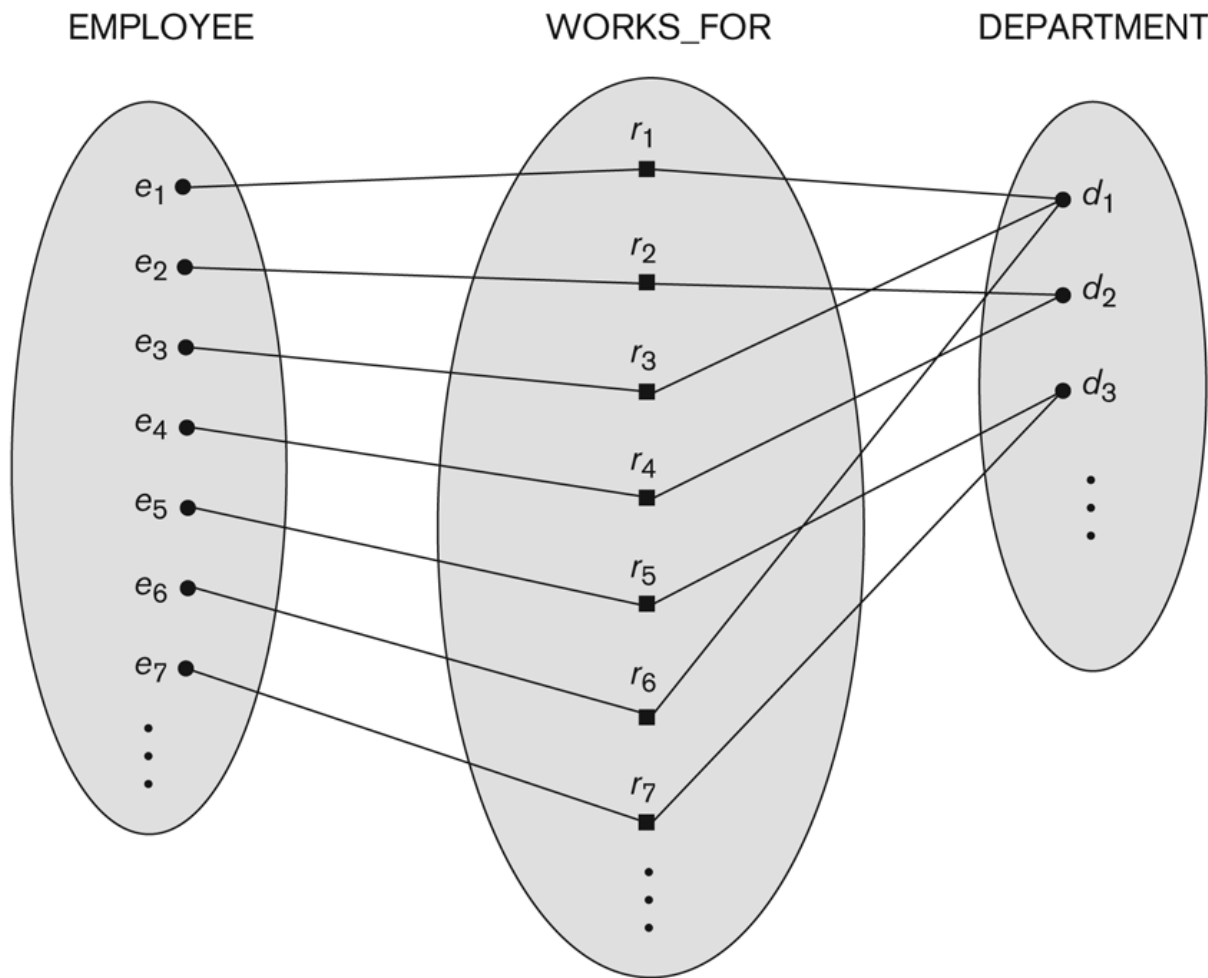 EMPLOYEE WORKS_FOR DEPARTMENT
r₁
e₁
d₁
r₂
e₂
d₂
e₃
r₃
d₃
e₄
r₄
e₅
r₅
e₆
e₇
r₆
r₇